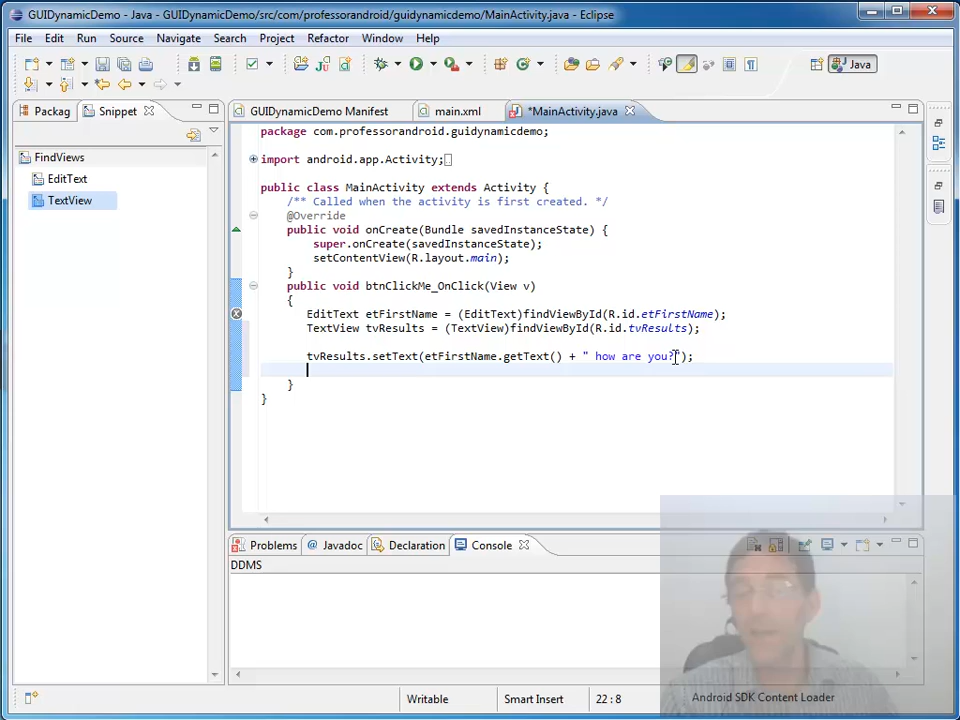 GUIDynamicDemo - Java - GUIDynamicDemo/src/com/professorandroid/guidynamicdemo/MainActivity.java - Eclipse
File Edit Run Source Navigate Search Project Refactor Window Help
Java
Packag
Snippet
GUIDynamicDemo Manifest
main.xml
*MainActivity.java
FindViews
EditText
TextView
package com.professorandroid.guidynamicdemo;
import android.app.Activity;
public class MainActivity extends Activity {
/** Called when the activity is first created. */
@Override
public void onCreate(Bundle savedInstanceState) {
super.onCreate(savedInstanceState);
setContentView(R.layout.main);
}
public void btnClickMe_OnClick(View v)
{
EditText etFirstName = (EditText)findViewById(R.id.etFirstName);
TextView tvResults = (TextView)findViewById(R.id.tvResults);
tvResults.setText(etFirstName.getText() + " how are you?");
}
}
Problems
@ Javadoc
Declaration
Console
DDMS
Writable
Smart Insert
22 : 8
Android SDK Content Loader